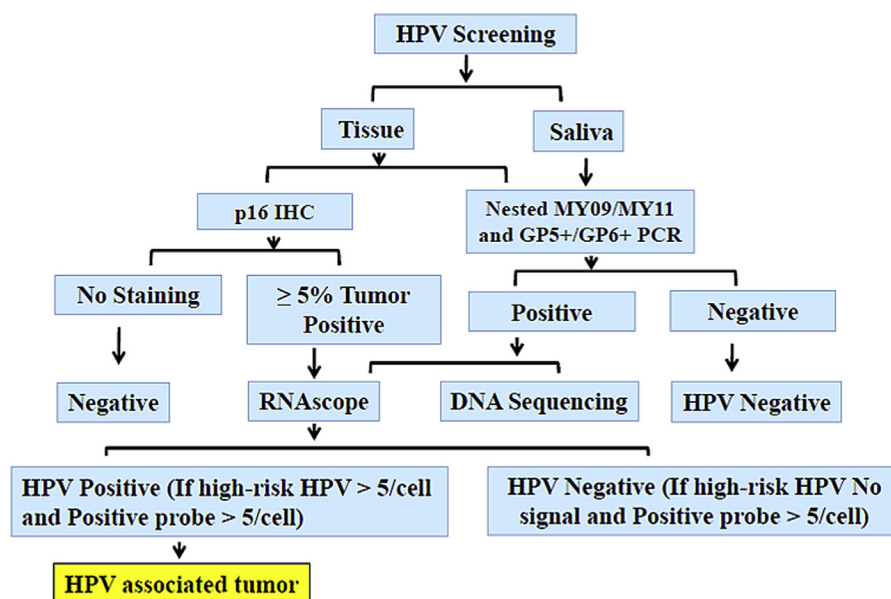 HPV Screening
Tissue
Saliva
p16 IHC
Nested MY09/MY11
and GP5+/GP6+ PCR
No Staining
≥ 5% Tumor
Positive
Positive
Negative
Negative
RNAscope
DNA Sequencing
HPV Negative
HPV Positive (If high-risk HPV > 5/cell
and Positive probe > 5/cell)
HPV Negative (If high-risk HPV No
signal and Positive probe > 5/cell)
HPV associated tumor